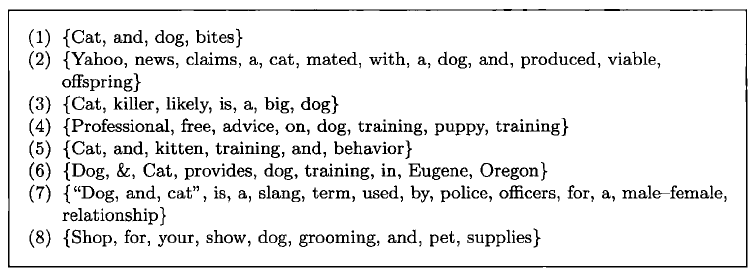 (1) {Cat, and, dog, bites}
(2) {Yahoo, news, claims, a, cat, mated, with, a, dog, and, produced, viable,
offspring}
(3) {Cat, killer, likely, is, a, big, dog}
(4) {Professional, free, advice, on, dog, training, puppy, training}
(5) {Cat, and, kitten, training, and, behavior}
(6) {Dog, &, Cat, provides, dog, training, in, Eugene, Oregon}
(7) {“Dog, and, cat”, is, a, slang, term, used, by, police, officers, for, a, male–female,
relationship}
(8) {Shop, for, your, show, dog, grooming, and, pet, supplies}